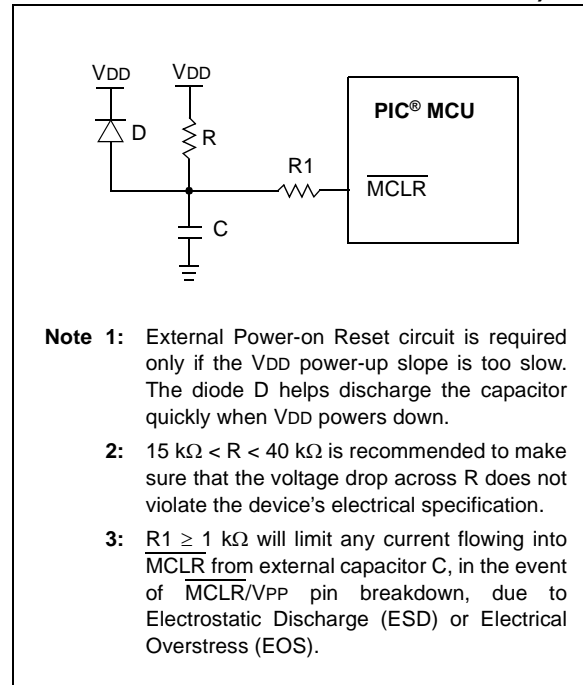 VDD
VDD
D
R
R1
C
PIC® MCU
MCLR
Note 1: External Power-on Reset circuit is required
only if the VDD power-up slope is too slow.
The diode D helps discharge the capacitor
quickly when VDD powers down.
2: 15 kΩ < R < 40 kΩ is recommended to make
sure that the voltage drop across R does not
violate the device's electrical specification.
3: R1 ≥ 1 kΩ will limit any current flowing into
MCLR from external capacitor C, in the event
of MCLR/VPP pin breakdown, due to
Electrostatic Discharge (ESD) or Electrical
Overstress (EOS).